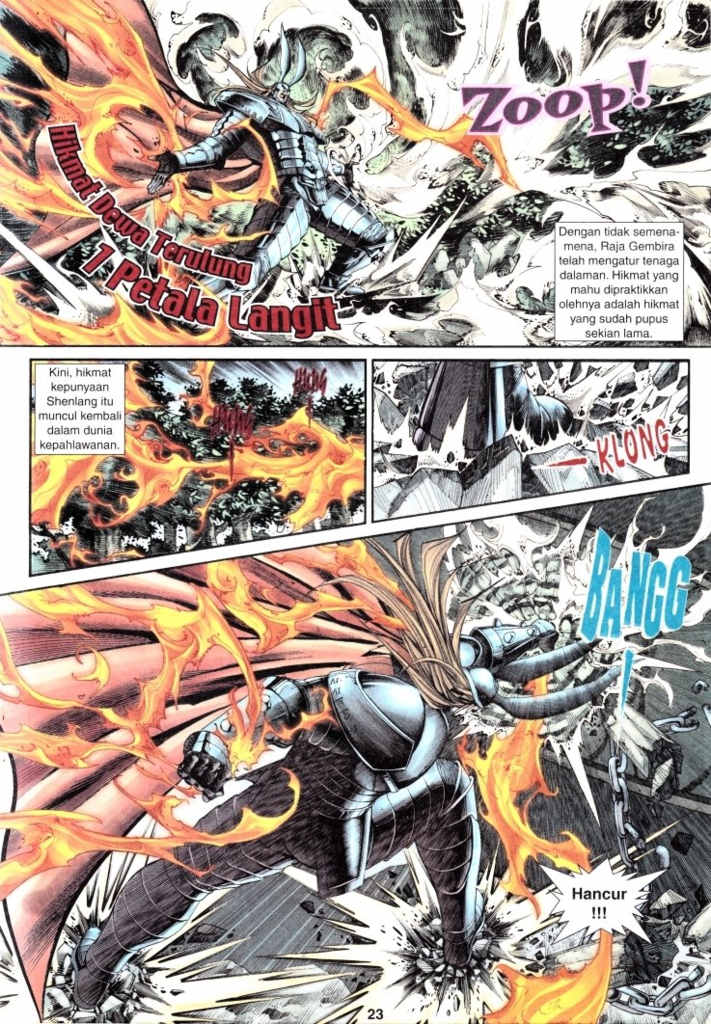 Zoop!
Hikmat Dewa Terulung
1 Petala Langit
Dengan tidak semena-
mena, Raja Gembira
telah mengatur tenaga
dalaman. Hikmat yang
mahu dipraktikkan
olehnya adalah hikmat
yang sudah pupus
sekian lama.
Kini, hikmat
kepunyaan
Shenlang itu
muncul kembali
dalam dunia
kepahlawanan.
KLONG
BANGG
!
Hancur
!!!
23